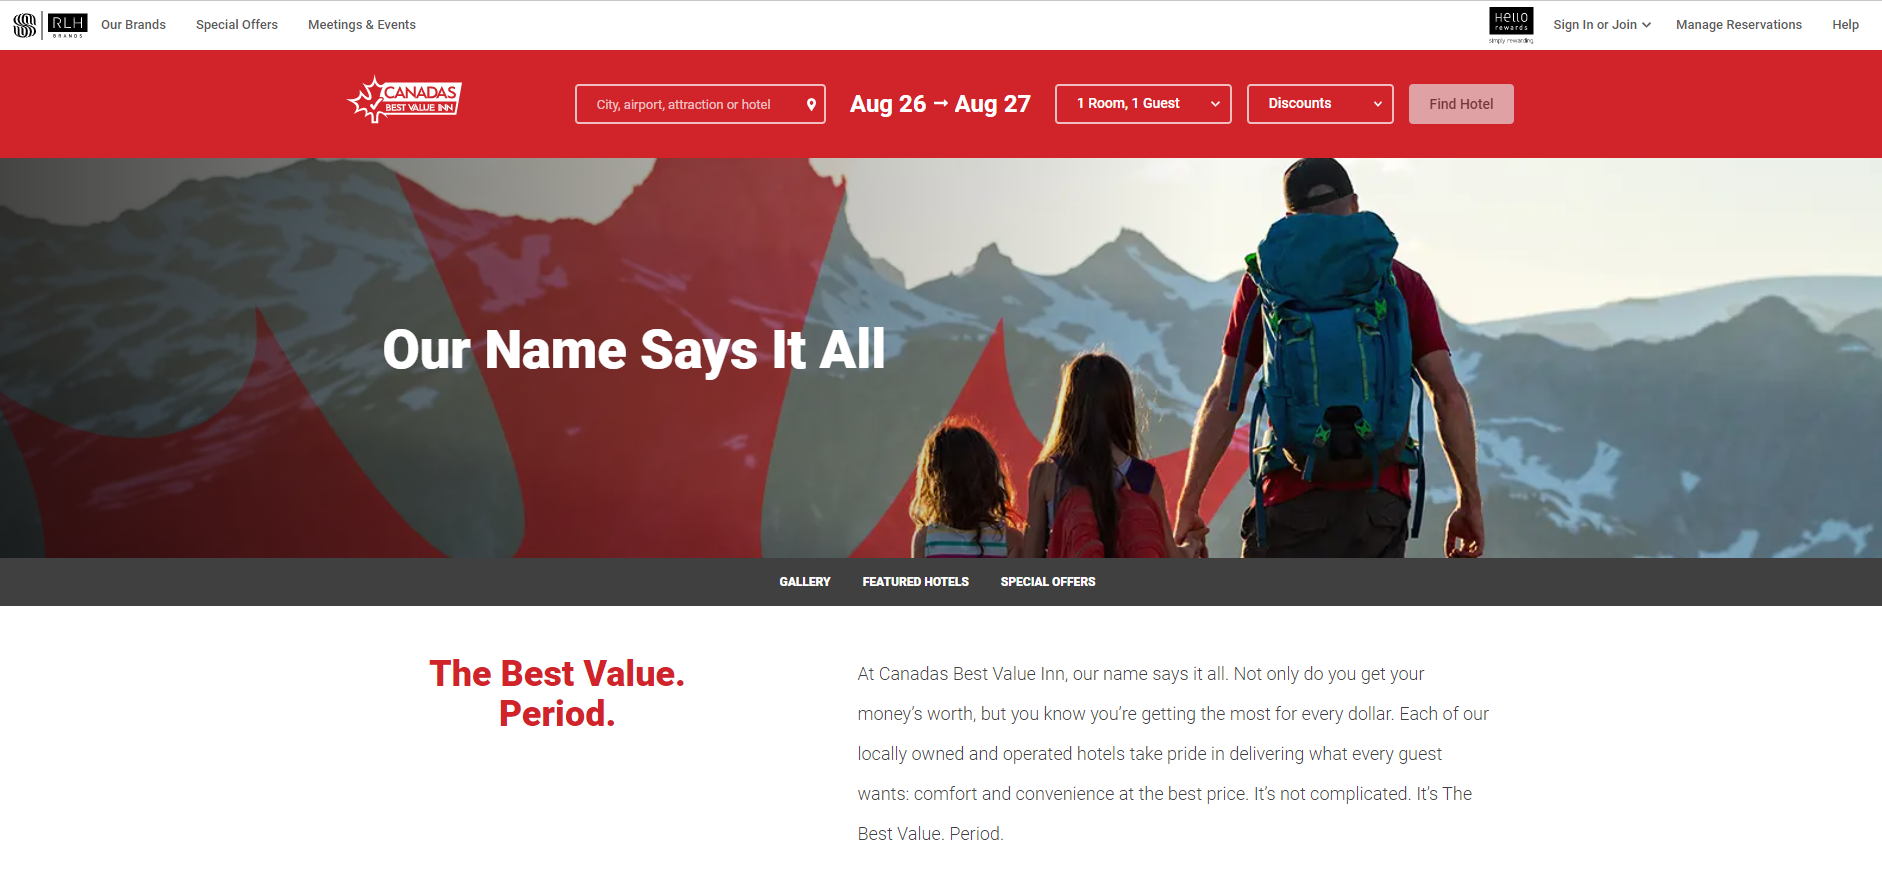 RLH
BRANDS
Our Brands
Special Offers
Meetings & Events
Hello
rewards
simply rewarding
Sign In or Join
Manage Reservations
Help
CANADAS
BEST VALUE INN
City, airport, attraction or hotel
Aug 26 → Aug 27
1 Room, 1 Guest
Discounts
Find Hotel
Our Name Says It All
GALLERY
FEATURED HOTELS
SPECIAL OFFERS
The Best Value.
Period.
At Canadas Best Value Inn, our name says it all. Not only do you get your
money’s worth, but you know you’re getting the most for every dollar. Each of our
locally owned and operated hotels take pride in delivering what every guest
wants: comfort and convenience at the best price. It’s not complicated. It’s The
Best Value. Period.